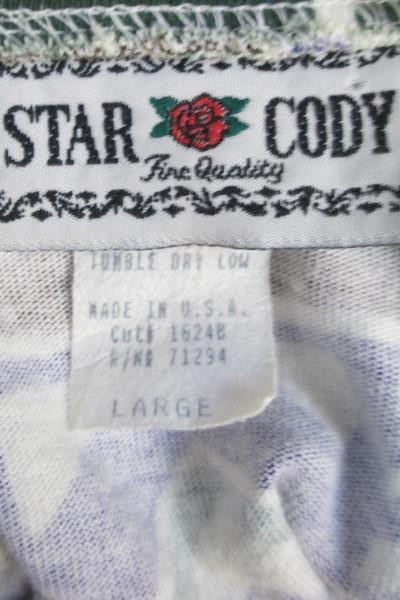 STAR CODY
Fine Quality
TUMBLE DRY LOW
MADE IN U.S.A.
Cut# 1624B
R/N# 71294
LARGE